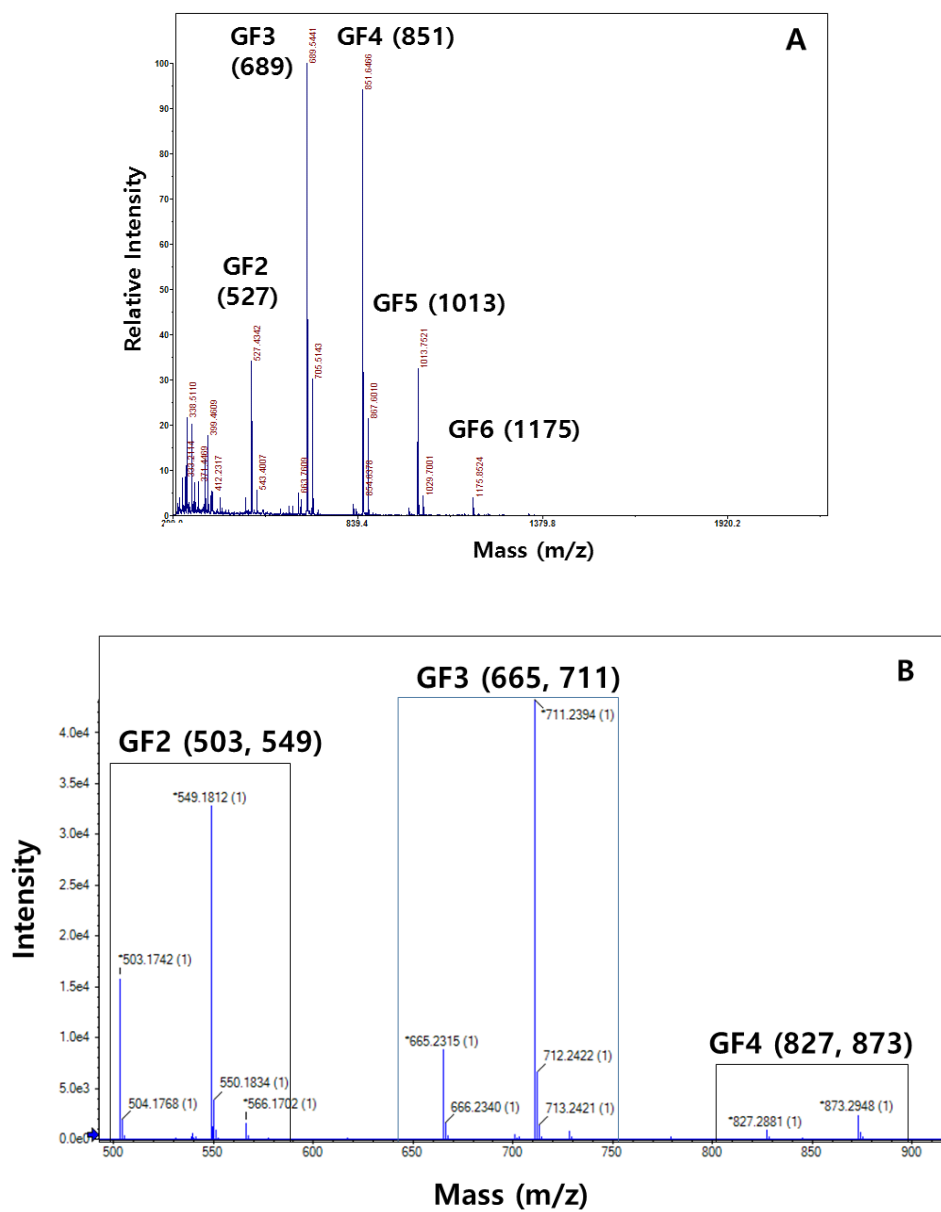 A
GF3
(689)
GF4 (851)
689.5441
851.6466
GF2
(527)
GF5 (1013)
GF6 (1175)
338.5110
399.4609
412.2317
527.4342
705.5143
867.6010
1013.7521
1029.7001
1175.8524
100
90
80
70
60
50
40
30
20
10
0
839.4
1379.8
1920.2
Relative Intensity
Mass (m/z)
B
GF3 (665, 711)
GF2 (503, 549)
GF4 (827, 873)
*711.2394 (1)
*549.1812 (1)
*503.1742 (1)
*665.2315 (1)
712.2422 (1)
550.1834 (1)
504.1768 (1)
*566.1702 (1)
666.2340 (1)
713.2421 (1)
*827.2881 (1)
*873.2948 (1)
4.0e4
3.5e4
3.0e4
2.5e4
2.0e4
1.5e4
1.0e4
5.0e3
0.0e0
500
550
600
650
700
750
800
850
900
Intensity
Mass (m/z)